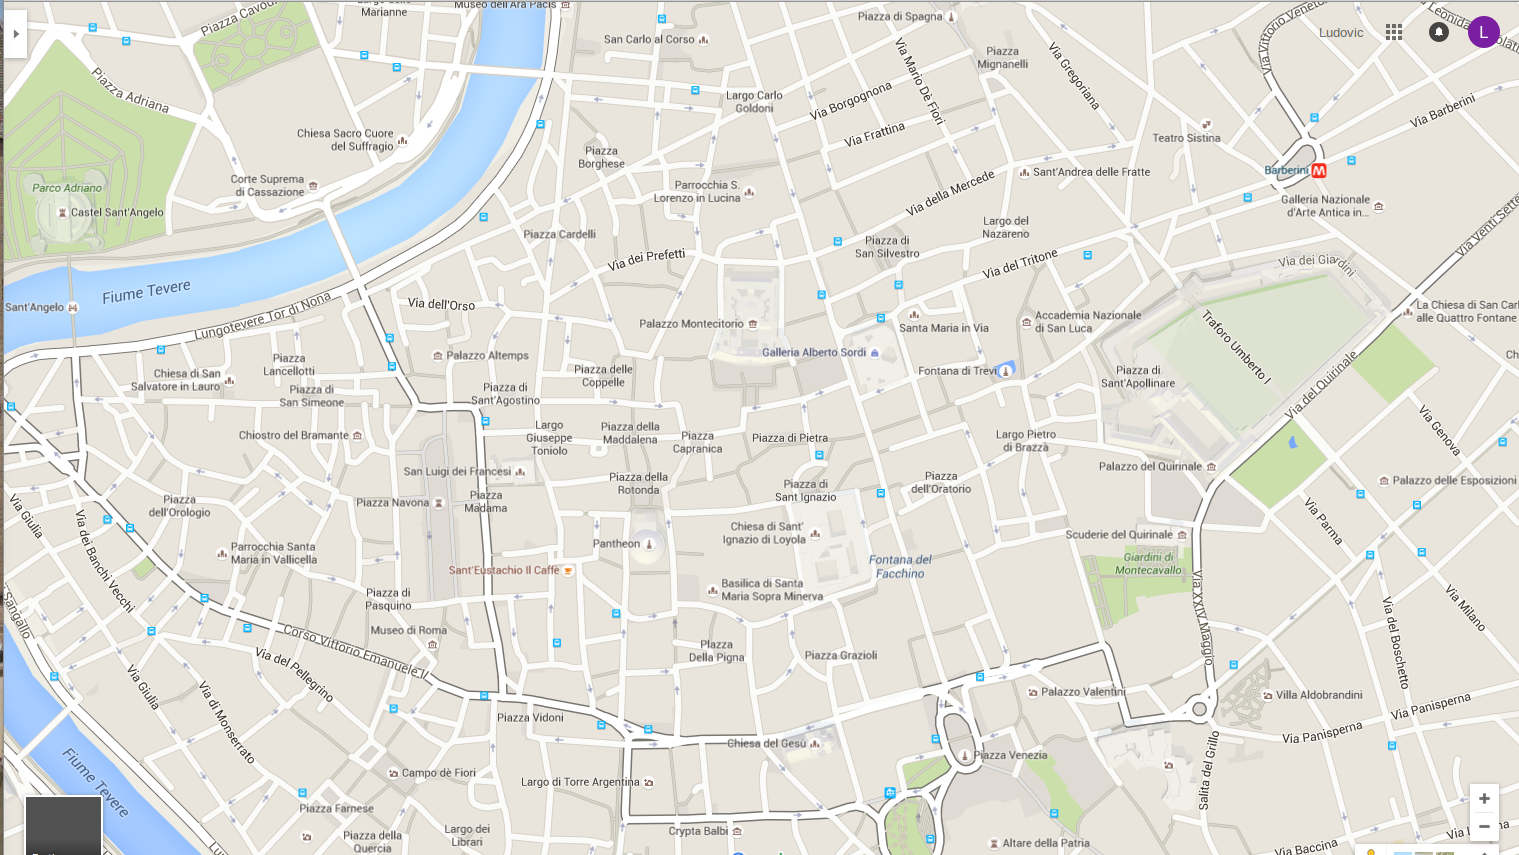 Museo dell'Ara Pacis
Marianne
Piazza Cavour
San Carlo al Corso
Piazza di Spagna
Piazza
Mignanelli
Via Gregoriana
Via Mario Dè Fiori
Via Vittorio Veneto
Ludovic
L
Piazza Adriana
Largo Carlo
Goldoni
Via Borgognona
Via Frattina
Via Barberini
Teatro Sistina
Chiesa Sacro Cuore
del Suffragio
Piazza
Borghese
Barberini
M
Sant'Andrea delle Fratte
Corte Suprema
di Cassazione
Parco Adriano
Castel Sant'Angelo
Parrocchia S.
Lorenzo in Lucina
Via della Mercede
Galleria Nazionale
d'Arte Antica in...
Piazza Cardelli
Largo del
Nazareno
Piazza di
San Silvestro
Via Venti Sette
Via dei Prefetti
Via del Tritone
Via dei Giardini
Fiume Tevere
Sant'Angelo
Lungotevere Tor di Nona
Via dell'Orso
Palazzo Montecitorio
Santa Maria in Via
Accademia Nazionale
di San Luca
Traforo Umberto I
La Chiesa di San Carl
alle Quattro Fontane
Ch
Palazzo Altemps
Galleria Alberto Sordi
Fontana di Trevi
Piazza
Lancellotti
Chiesa di San
Salvatore in Lauro
Piazza di
San Simeone
Piazza di
Sant'Agostino
Piazza delle
Coppelle
Piazza di
Sant'Apollinare
Via del Quirinale
Via Genova
Chiostro del Bramante
Largo
Giuseppe
Toniolo
Piazza della
Maddalena
Piazza
Capranica
Piazza di Pietra
Largo Pietro
di Brazzà
Palazzo del Quirinale
San Luigi dei Francesi
Piazza della
Rotonda
Piazza di
Sant Ignazio
Piazza
dell'Oratorio
Palazzo delle Esposizioni
Piazza Navona
Piazza
Madama
Piazza
dell'Orologio
Via Giulia
Via dei Banchi Vecchi
Chiesa di Sant'
Ignazio di Loyola
Via Parma
Scuderie del Quirinale
Pantheon
Parrocchia Santa
Maria in Vallicella
Sant'Eustachio Il Caffè
Fontana del
Facchino
Giardini di
Montecavallo
Basilica di Santa
Maria Sopra Minerva
Via XXIV Maggio
Via Milano
Via del Boschetto
Piazza di
Pasquino
Museo di Roma
Sangallo
Corso Vittorio Emanuele I
PIazza
Della Pigna
Piazza Grazioli
Via del Pellegrino
Via Giulia
Via di Monserrato
Palazzo Valentini
Villa Aldobrandini
Via Panisperna
Via Panisperna
Piazza Vidoni
Chiesa del Gesù
Piazza Venezia
Salita del Grillo
Fiume Tevere
Campo dè Fiori
Largo di Torre Argentina
Piazza Farnese
Largo dei
Librari
Crypta Balbi
Altare della Patria
Piazza della
Quercia
Via Baccina
+
−